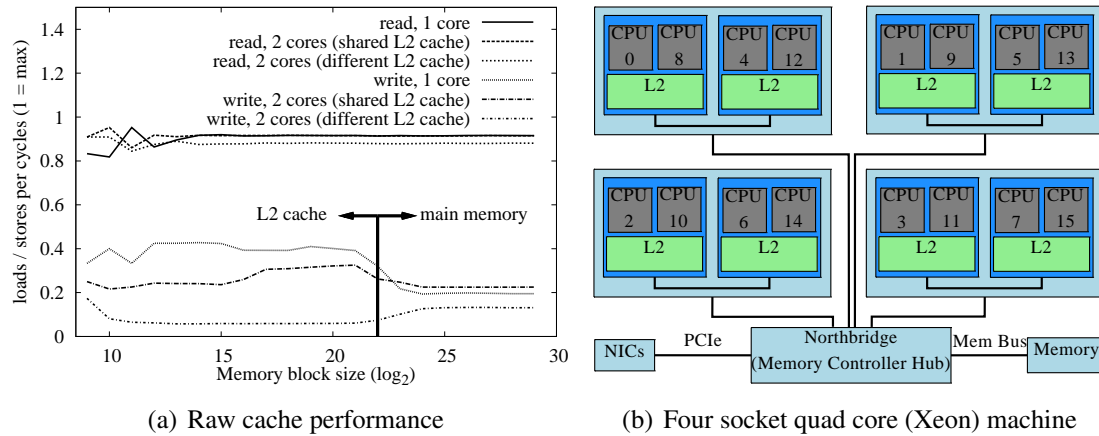 loads / stores per cycles (1 = max)
1.4
1.2
1
0.8
0.6
0.4
0.2
0
read, 1 core
read, 2 cores (shared L2 cache)
read, 2 cores (different L2 cache)
write, 1 core
write, 2 cores (shared L2 cache)
write, 2 cores (different L2 cache)
L2 cache
main memory
10
15
20
25
30
Memory block size (log2)
(a) Raw cache performance
CPU CPU CPU CPU
0 8 4 12
L2 L2
CPU CPU CPU CPU
1 9 5 13
L2 L2
CPU CPU CPU CPU
2 10 6 14
L2 L2
CPU CPU CPU CPU
3 11 7 15
L2 L2
NICs
PCIe
Northbridge
(Memory Controller Hub)
Mem Bus
Memory
(b) Four socket quad core (Xeon) machine